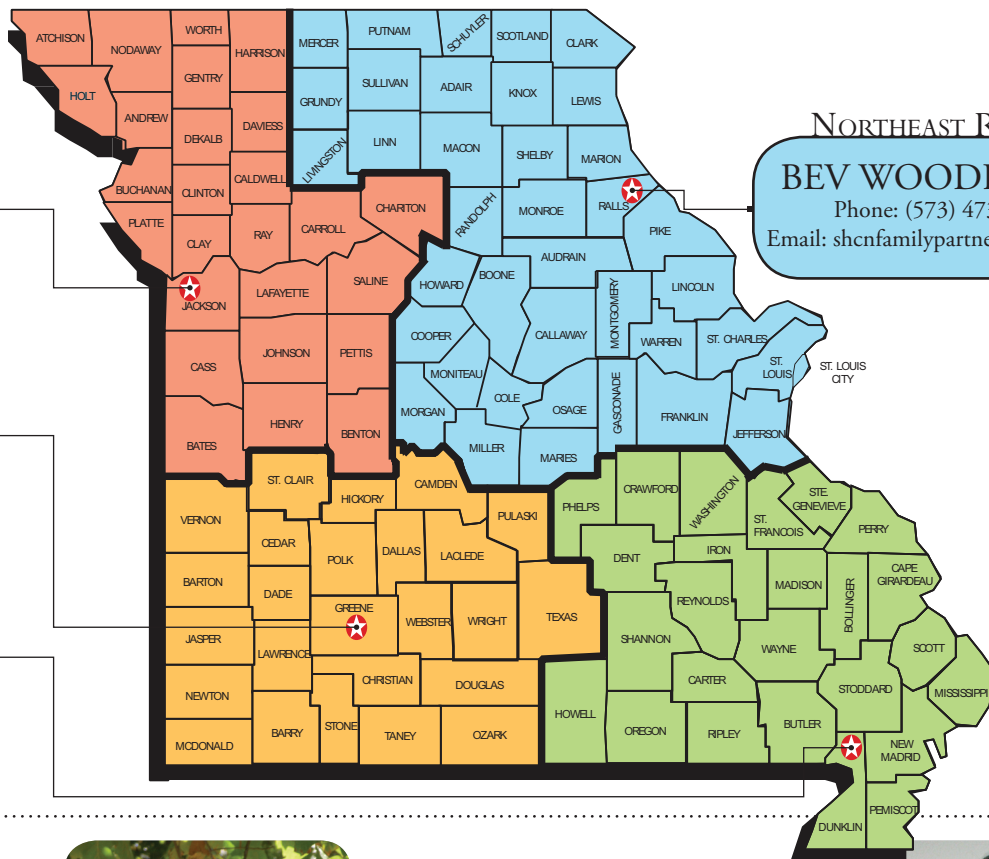 ATCHISON
NODAWAY
WORTH
HARRISON
MERCER
PUTNAM
SCHUYLER
SCOTLAND
CLARK
HOLT
GENTRY
GRUNDY
SULLIVAN
ADAIR
KNOX
LEWIS
ANDREW
DEKALB
DAVIESS
LIVINGSTON
LINN
MACON
SHELBY
MARION
NORTHEAST
BEV
Phone: (573)
Email:
BUCHANAN
CLINTON
CALDWELL
CHARITON
RANDOLPH
MONROE
RALLS
PLATTE
CLAY
RAY
CARROLL
PIKE
AUDRAIN
JACKSON
LAFAYETTE
SALINE
HOWARD
BOONE
MONTGOMERY
LINCOLN
CASS
JOHNSON
PETTIS
COOPER
CALLAWAY
WARREN
ST. CHARLES
MONITEAU
ST.
LOUIS
ST. LOUIS
CITY
BATES
HENRY
BENTON
MORGAN
COLE
OSAGE
GASCONADE
FRANKLIN
JEFFERSON
MILLER
MARIES
VERNON
ST. CLAIR
HICKORY
CAMDEN
PULASKI
PHELPS
CRAWFORD
WASHINGTON
ST.
FRANCOIS
STE.
GENEVIEVE
PERRY
CEDAR
POLK
DALLAS
LACLEDE
DENT
IRON
MADISON
BOLLINGER
CAPE
GIRARDEAU
BARTON
DADE
GREENE
WEBSTER
WRIGHT
TEXAS
SHANNON
REYNOLDS
WAYNE
SCOTT
JASPER
LAWRENCE
CHRISTIAN
DOUGLAS
CARTER
STODDARD
MISSISSIPPI
NEWTON
BARRY
STONE
TANEY
OZARK
HOWELL
OREGON
RIPLEY
BUTLER
NEW
MADRID
MCDONALD
DUNKLIN
PEMISCOT